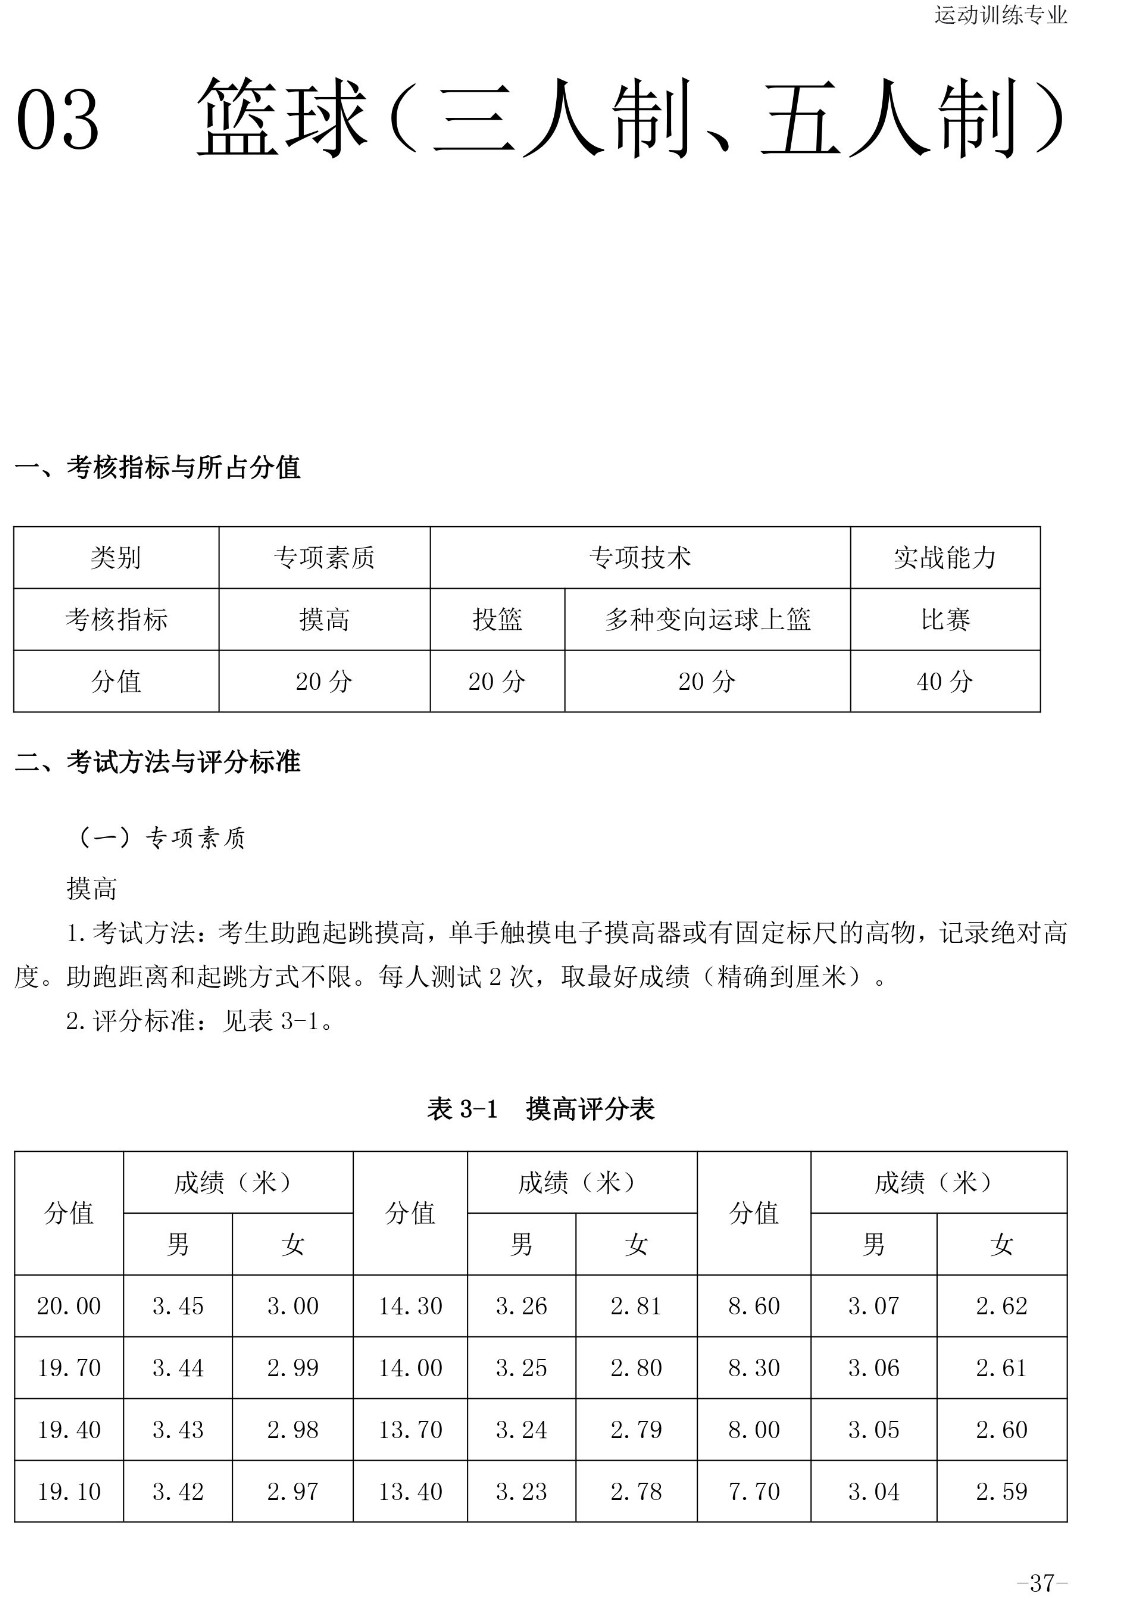 运动训练专业
03 篮球（三人制、五人制）
一、考核指标与所占分值
类别 专项素质 专项技术 实战能力
考核指标 摸高 投篮 多种变向运球上篮 比赛
分值 20 分 20 分 20 分 40 分
二、考试方法与评分标准
（一）专项素质
摸高
1.考试方法：考生助跑起跳摸高，单手触摸电子摸高器或有固定标尺的高物，记录绝对高
度。助跑距离和起跳方式不限。每人测试 2 次，取最好成绩（精确到厘米）。
2.评分标准：见表 3-1。
表 3-1 摸高评分表
分值 成绩（米） 分值 成绩（米） 分值 成绩（米）
男 女 男 女 男 女
20.00 3.45 3.00 14.30 3.26 2.81 8.60 3.07 2.62
19.70 3.44 2.99 14.00 3.25 2.80 8.30 3.06 2.61
19.40 3.43 2.98 13.70 3.24 2.79 8.00 3.05 2.60
19.10 3.42 2.97 13.40 3.23 2.78 7.70 3.04 2.59
-37-